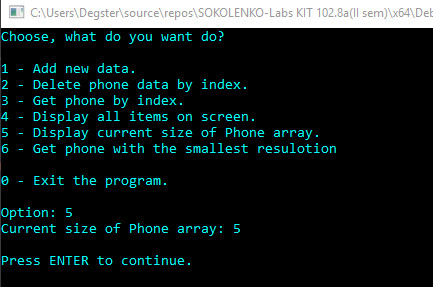 C:\Users\Degster\source\repos\SOKOLENKO-Labs KIT 102.8a(II sem)\x64\Deb
Choose, what do you want do?
1 - Add new data.
2 - Delete phone data by index.
3 - Get phone by index.
4 - Display all items on screen.
5 - Display current size of Phone array.
6 - Get phone with the smallest resulotion
0 - Exit the program.
Option: 5
Current size of Phone array: 5
Press ENTER to continue.